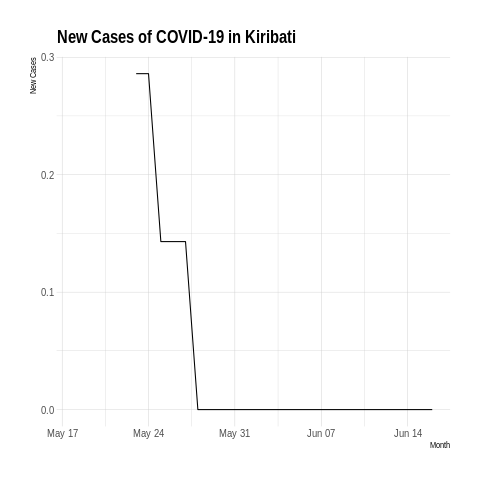 New Cases of COVID-19 in Kiribati
New Cases
0.3
0.2
0.1
0.0
May 17 May 24 May 31 Jun 07 Jun 14
Month